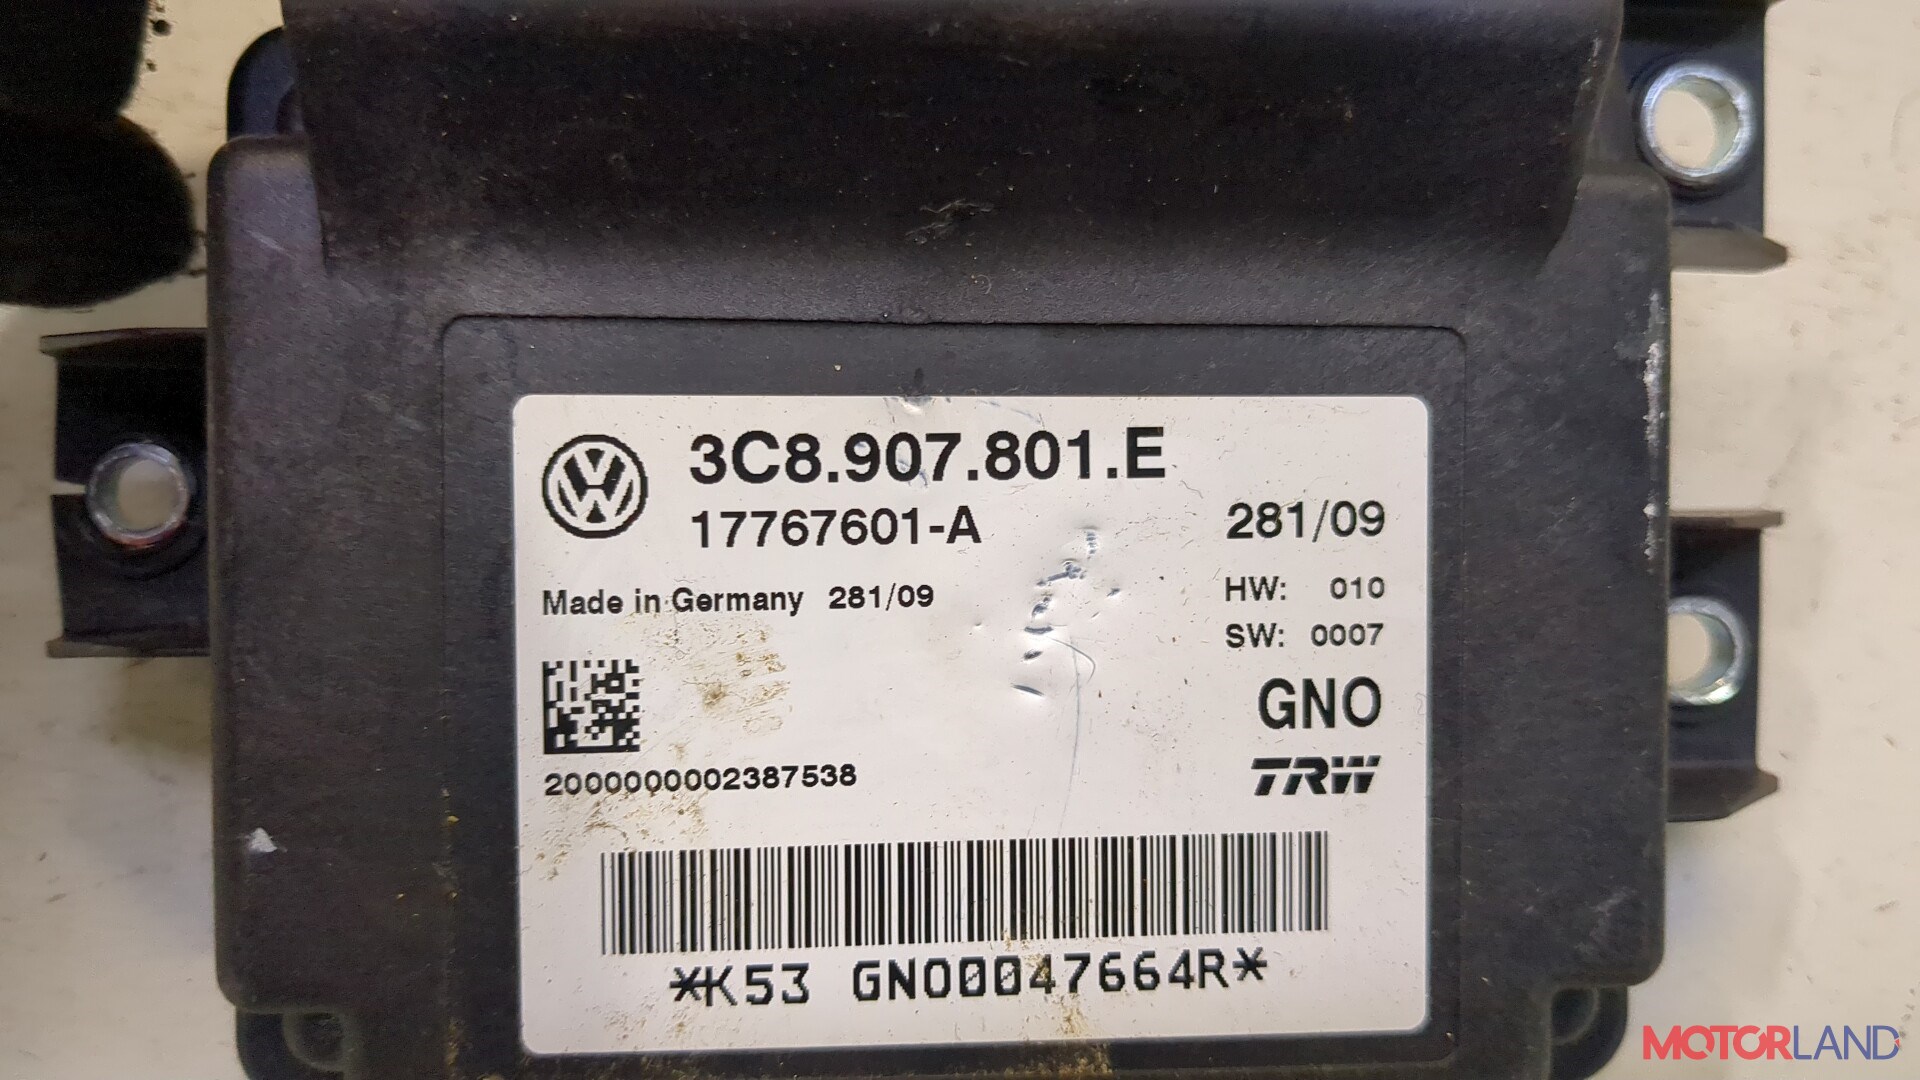 3C8.907.801.E
17767601-A
281/09
Made in Germany 281/09
HW: 010
SW: 0007
GNO
TRW
2000000002387538
*K53 GNO00047664R*
MOTORLAND